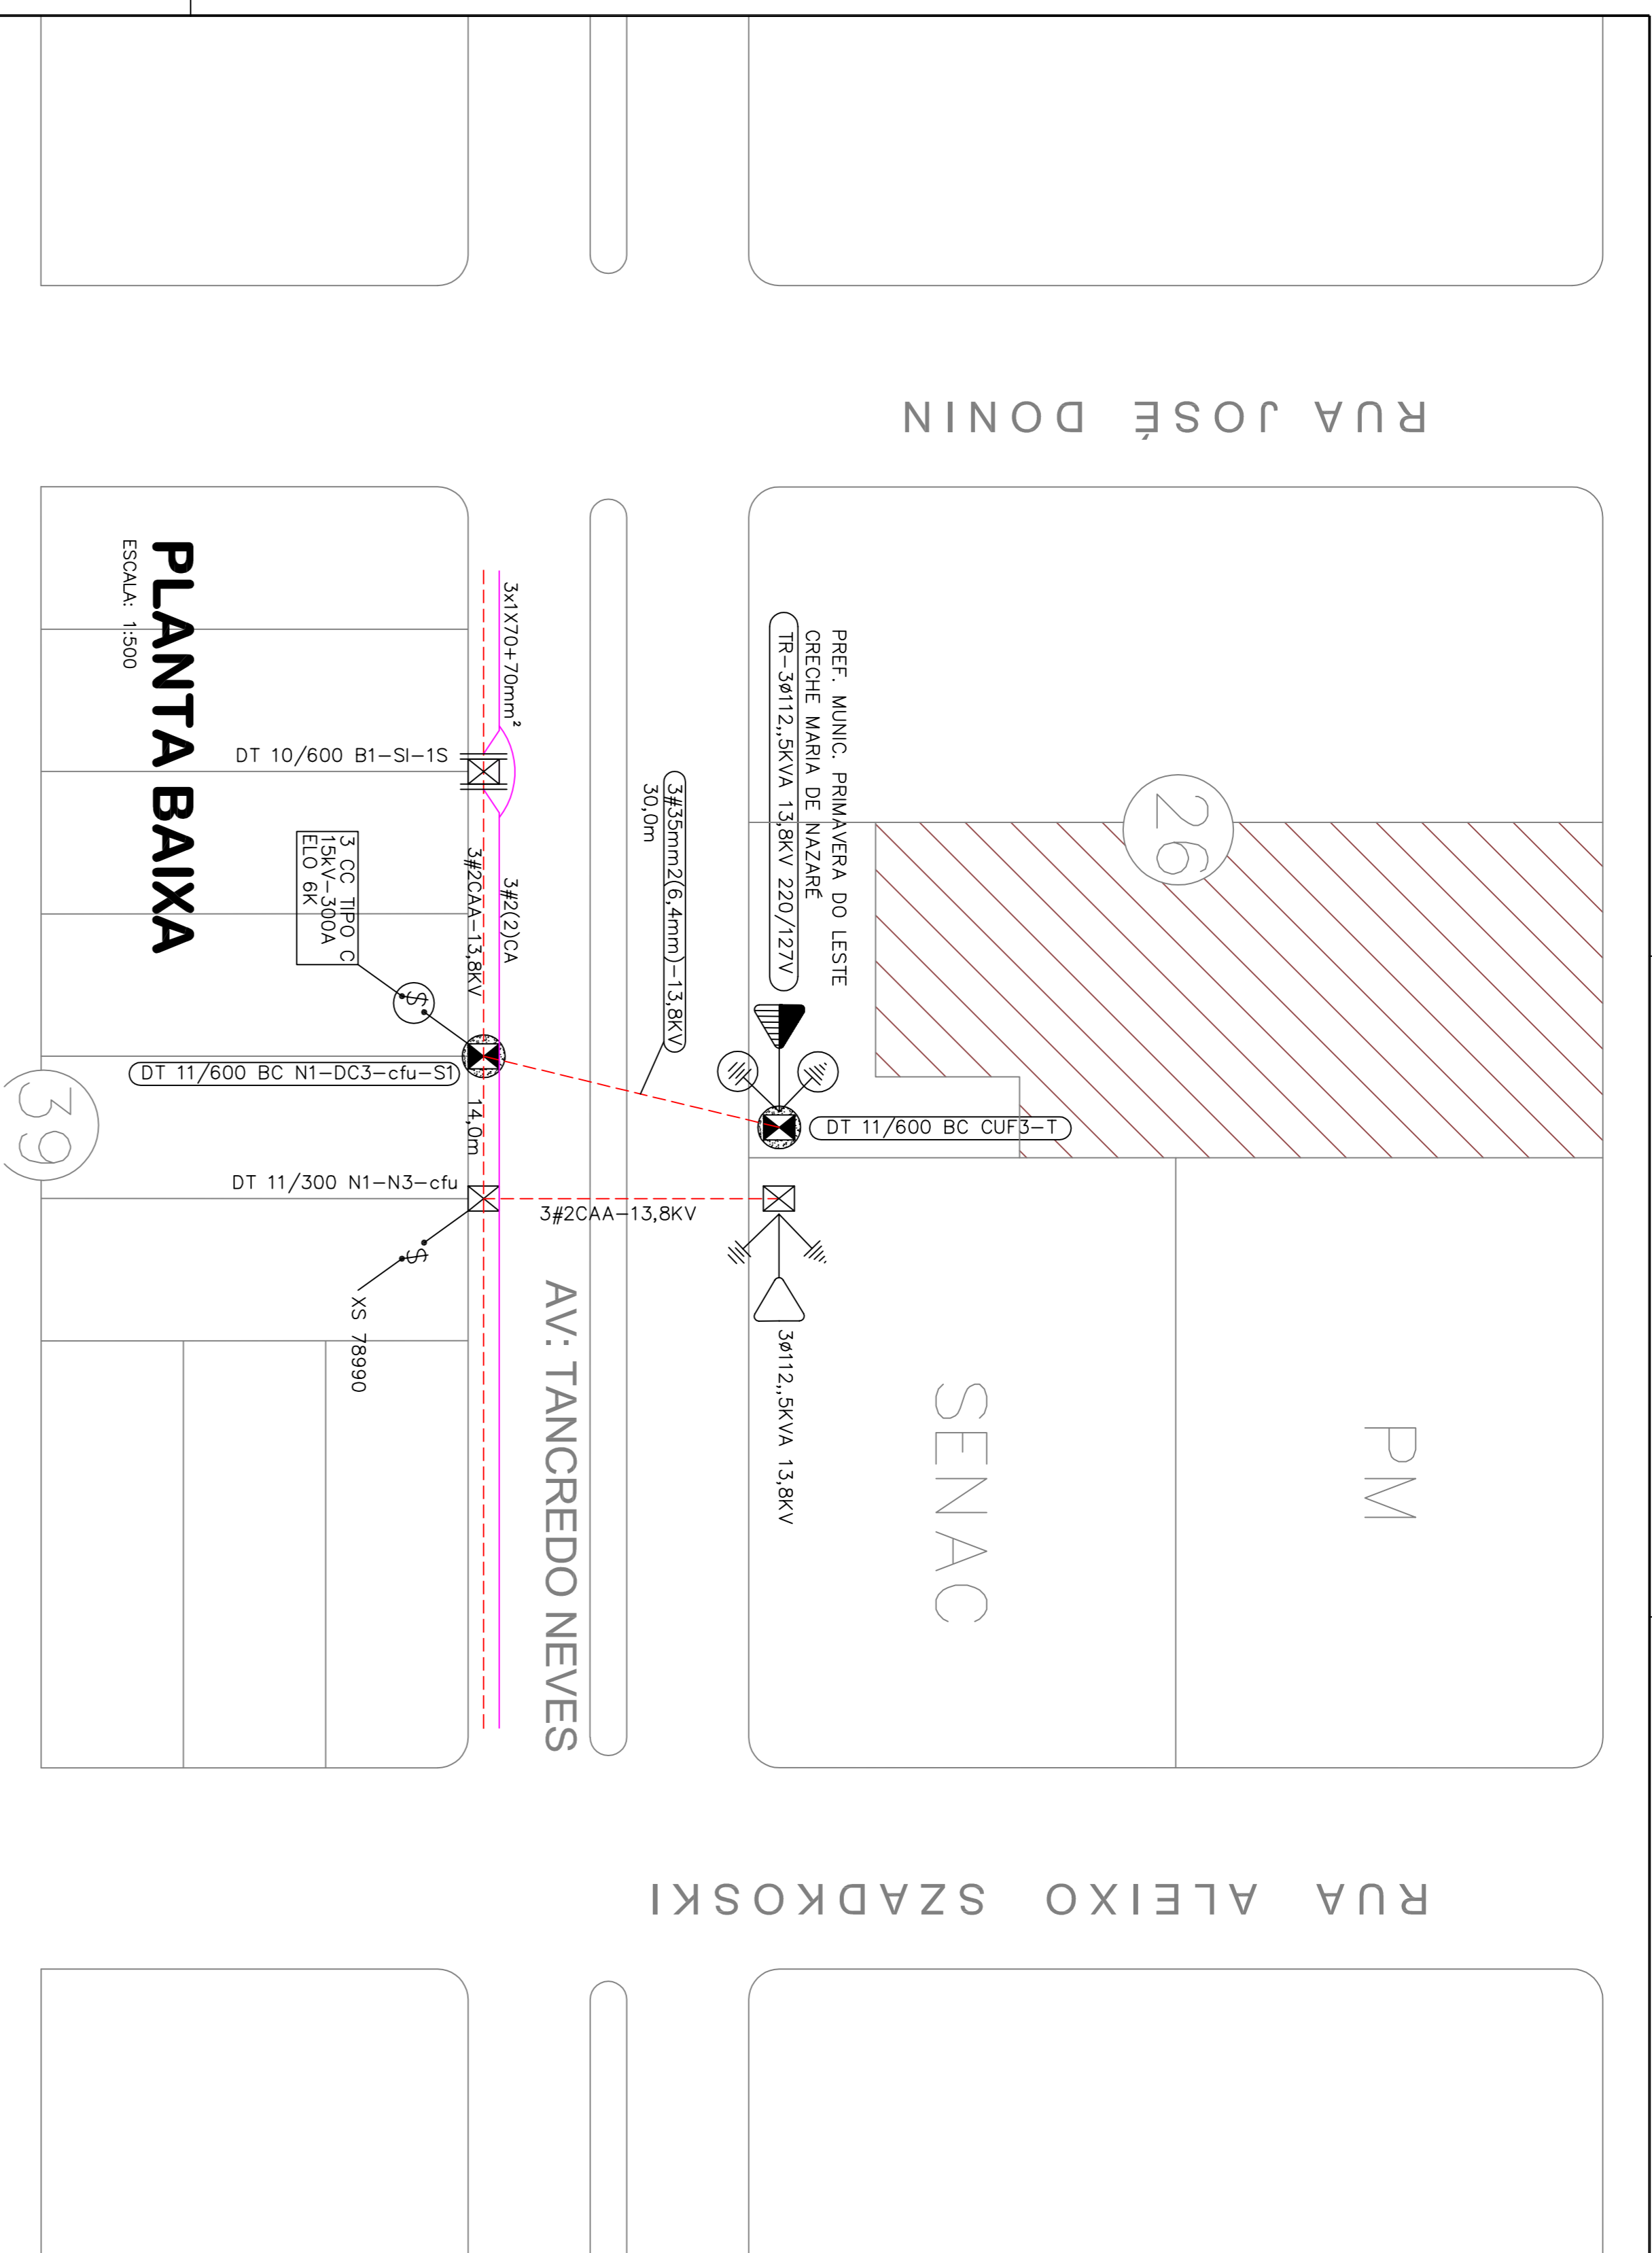 RUA JOSÉ DONIN
26
PREF. MUNIC. PRIMAVERA DO LESTE
CRECHE MARIA DE NAZARÉ
TR-3ø112,,5KVA 13,8KV 220/127V
DT 11/600 BC CUF3-T
3#35mm2(6,4mm)-13,8KV
30,0m
3x1X70+70mm²
DT 10/600 B1-SI-1S
3#2(2)CA
3#2CAA-13,8KV
3 CC TIPO C
15kV-300A
ELO 6K
DT 11/600 BC N1-DC3-cfu-S1
14,0m
DT 11/300 N1-N3-cfu
3#2CAA-13,8KV
XS 78990
3ø112,,5KVA 13,8KV
PM
SENAC
AV: TANCREDO NEVES
39
PLANTA BAIXA
ESCALA: 1:500
RUA ALEIXO SZADKOSKI